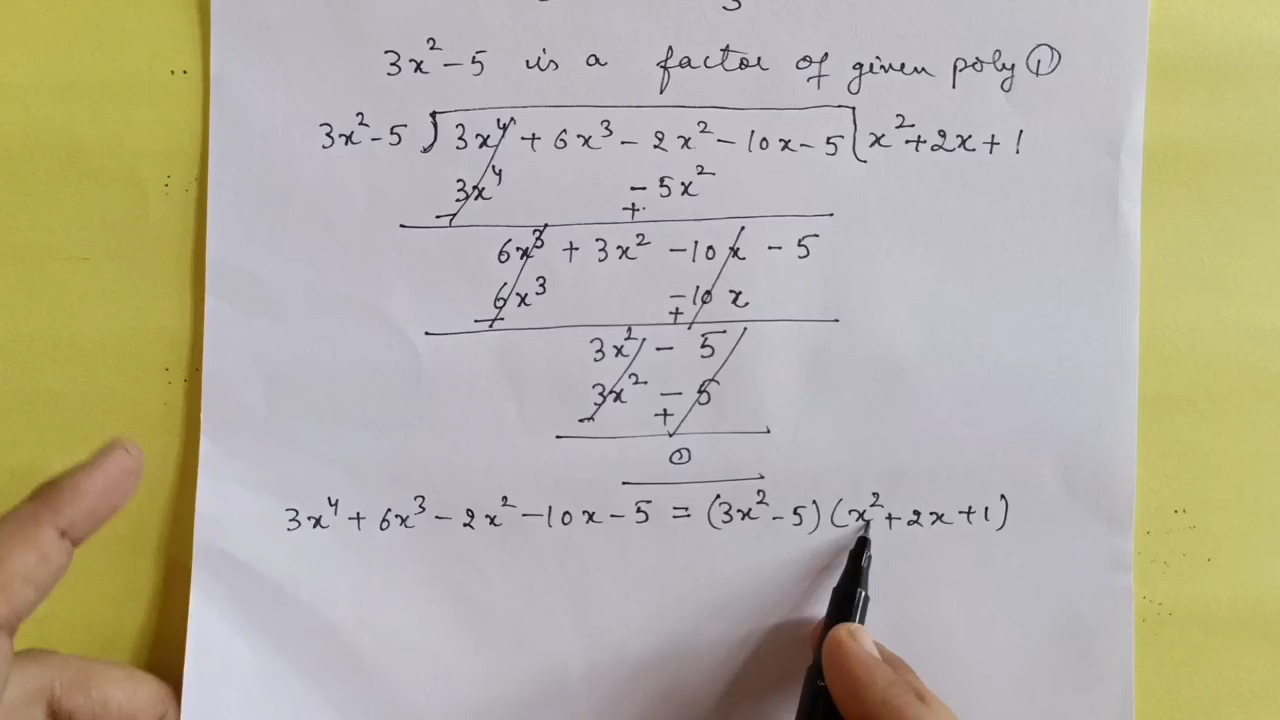 3x² - 5 is a factor of given poly ①
3x² - 5 ) 3x⁴ + 6x³ - 2x² - 10x - 5 ( x² + 2x + 1
3x⁴ - 5x²
- +
6x³ + 3x² - 10x - 5
6x³ - 10x
- +
3x² - 5
3x² - 5
- +
0
3x⁴ + 6x³ - 2x² - 10x - 5 = (3x² - 5) (x² + 2x + 1)